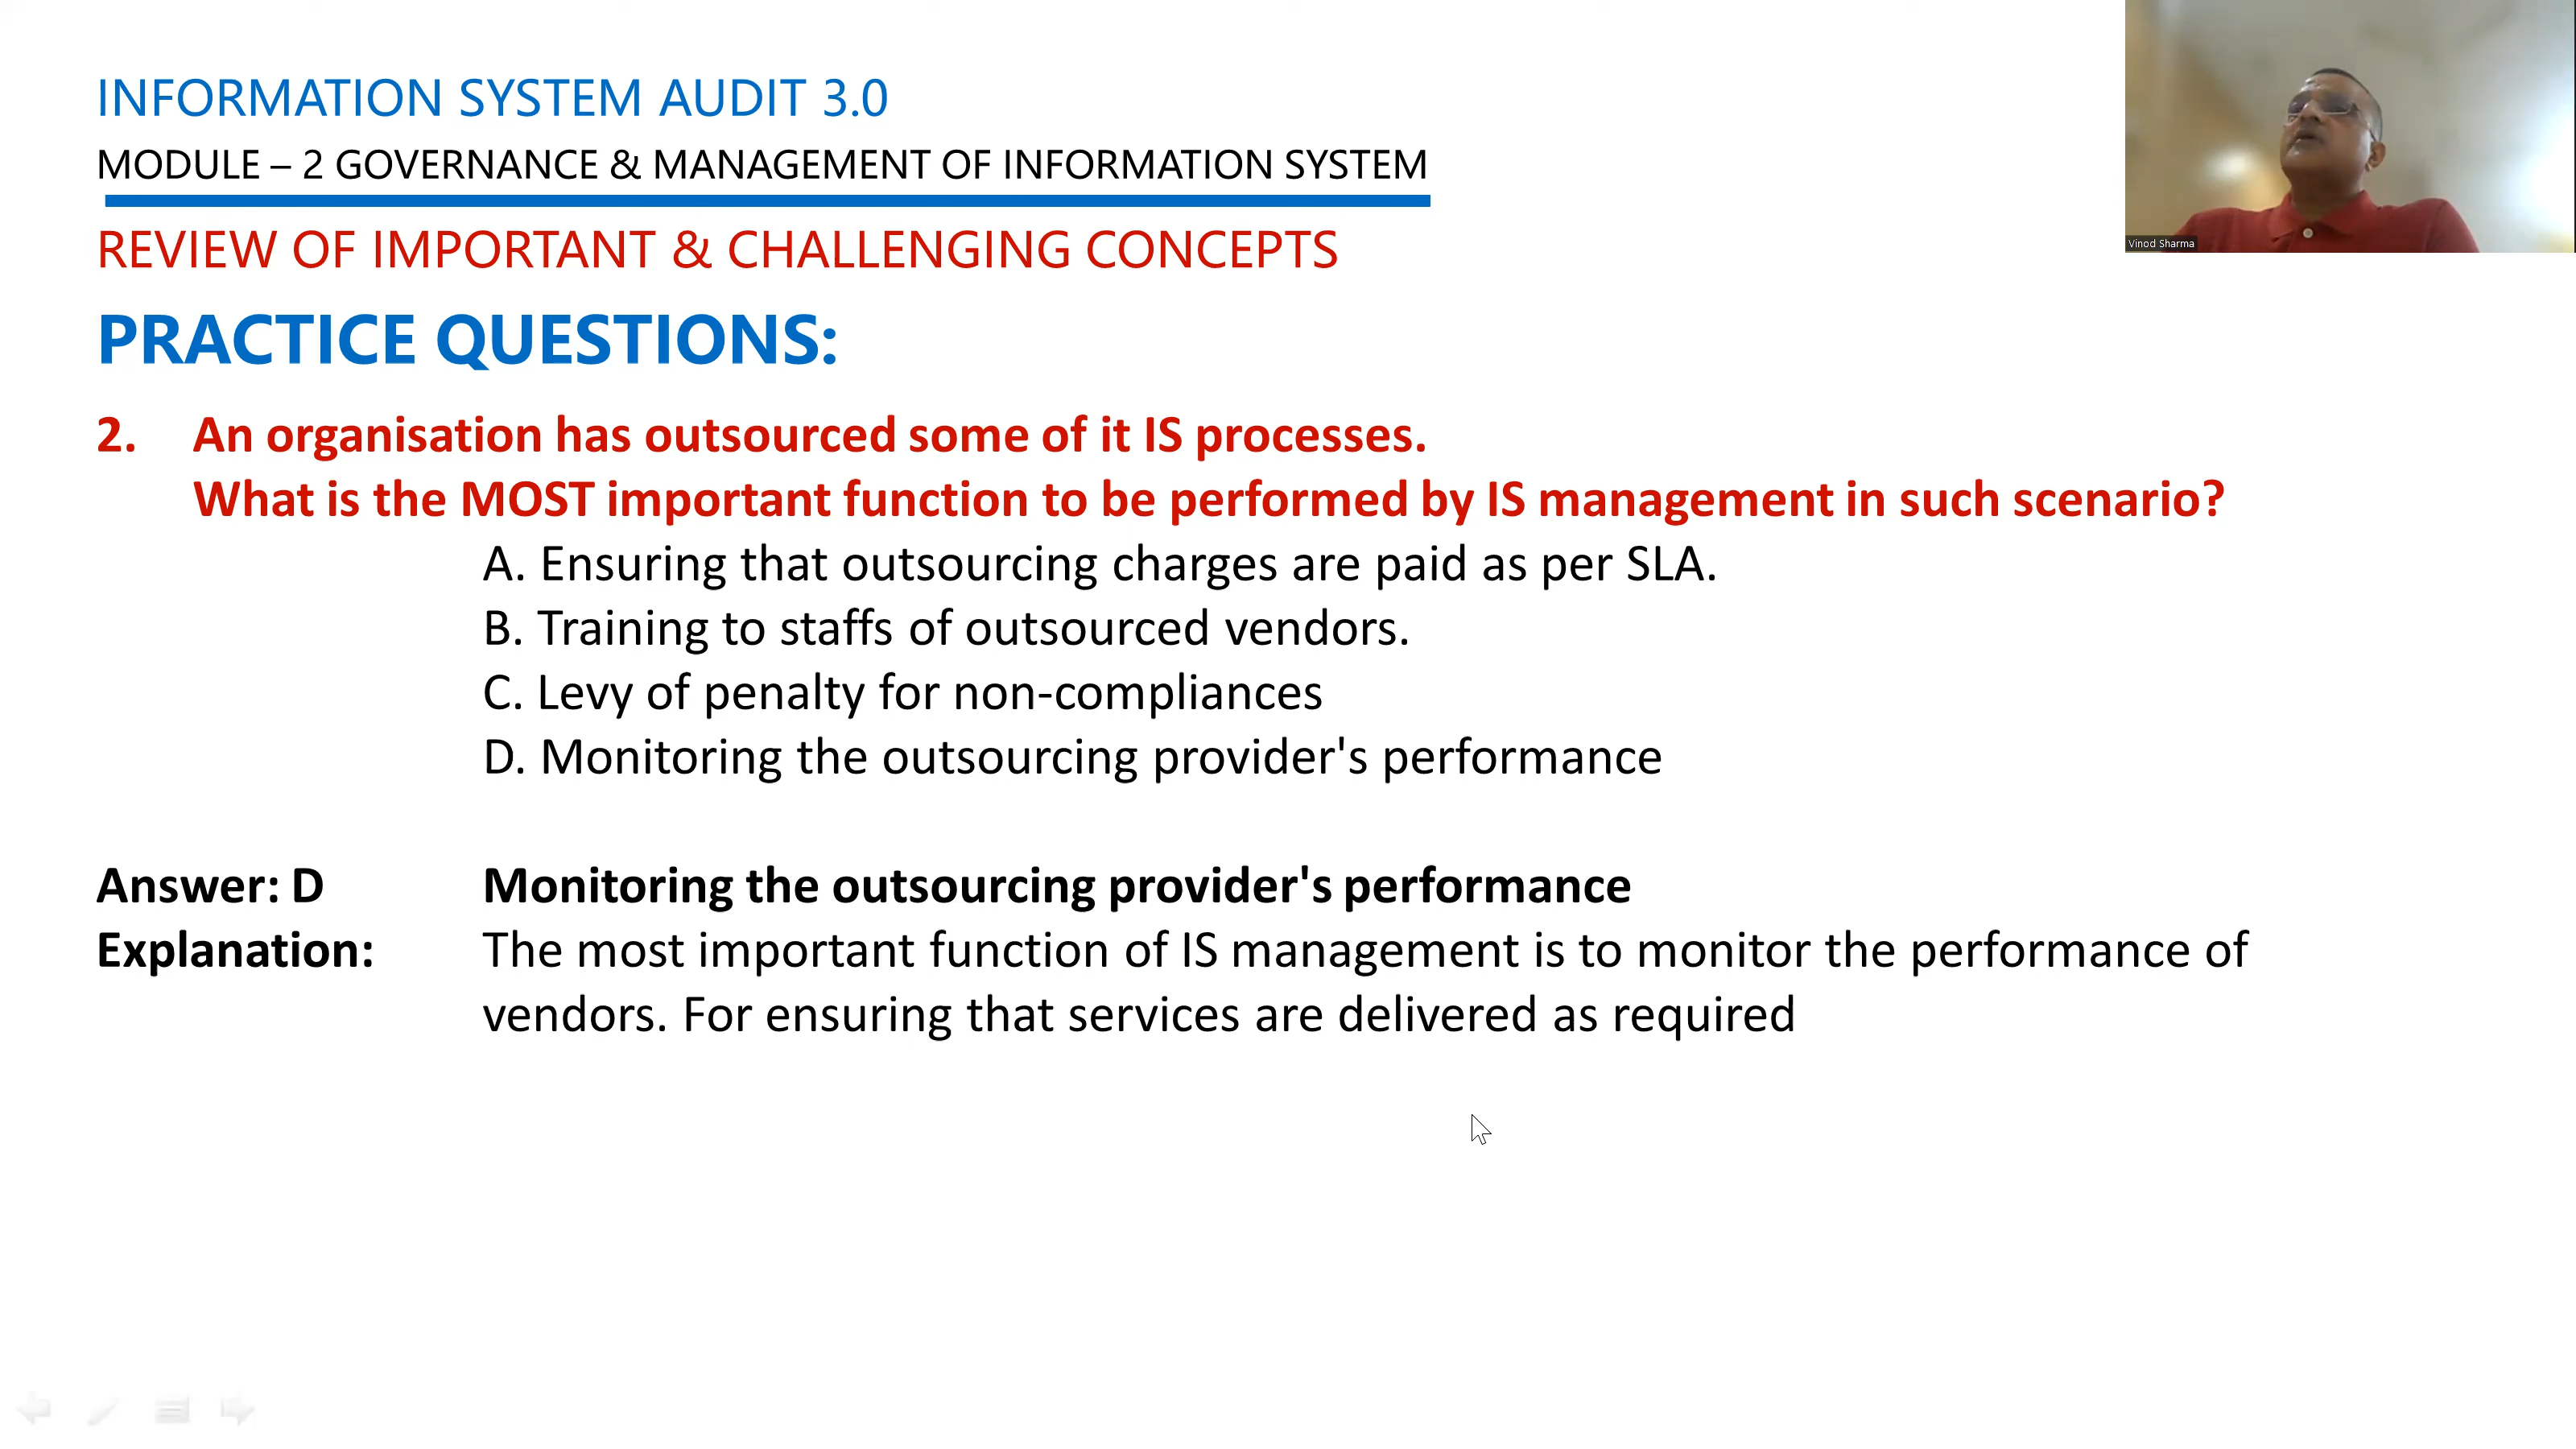 INFORMATION SYSTEM AUDIT 3.0
MODULE – 2 GOVERNANCE & MANAGEMENT OF INFORMATION SYSTEM
REVIEW OF IMPORTANT & CHALLENGING CONCEPTS
PRACTICE QUESTIONS:
2. An organisation has outsourced some of it IS processes.
What is the MOST important function to be performed by IS management in such scenario?
A. Ensuring that outsourcing charges are paid as per SLA.
B. Training to staffs of outsourced vendors.
C. Levy of penalty for non-compliances
D. Monitoring the outsourcing provider's performance
Answer: D Monitoring the outsourcing provider's performance
Explanation: The most important function of IS management is to monitor the performance of
vendors. For ensuring that services are delivered as required
Vinod Sharma